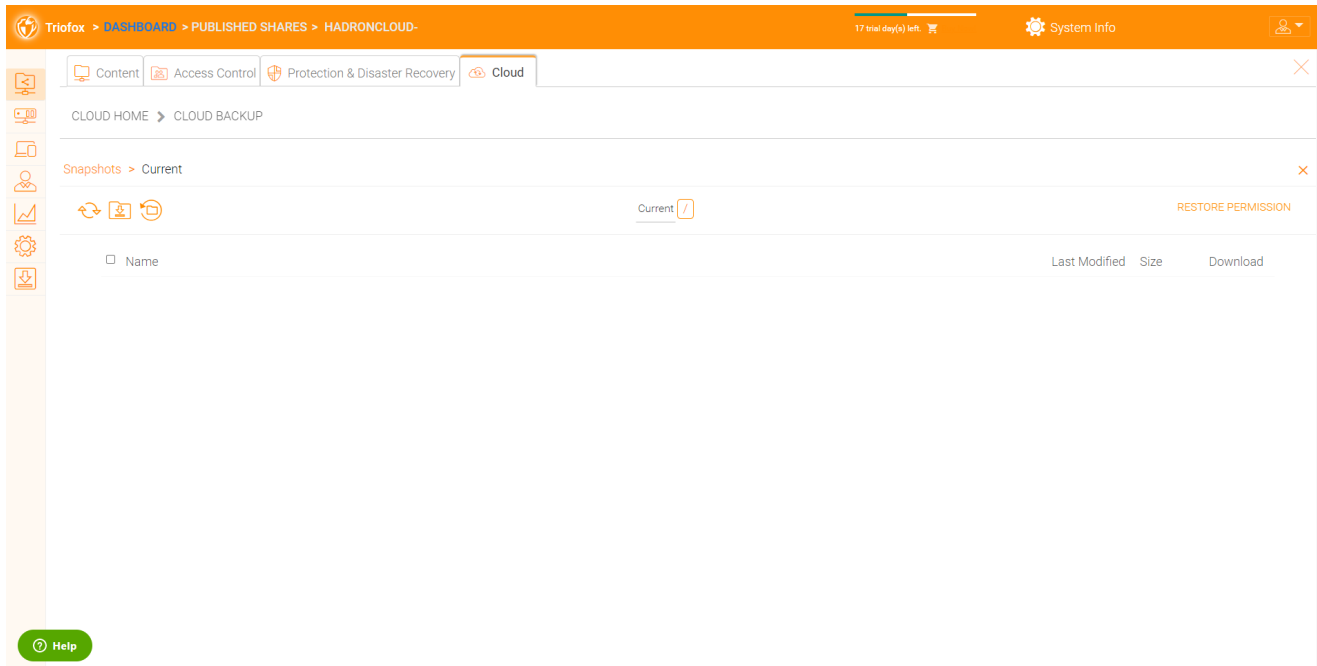 Triofox > DASHBOARD > PUBLISHED SHARES > HADRONCLOUD-
17 trial day(s) left.
System Info
Content
Access Control
Protection & Disaster Recovery
Cloud
CLOUD HOME > CLOUD BACKUP
Snapshots > Current
Current /
RESTORE PERMISSION
Name
Last Modified
Size
Download
? Help